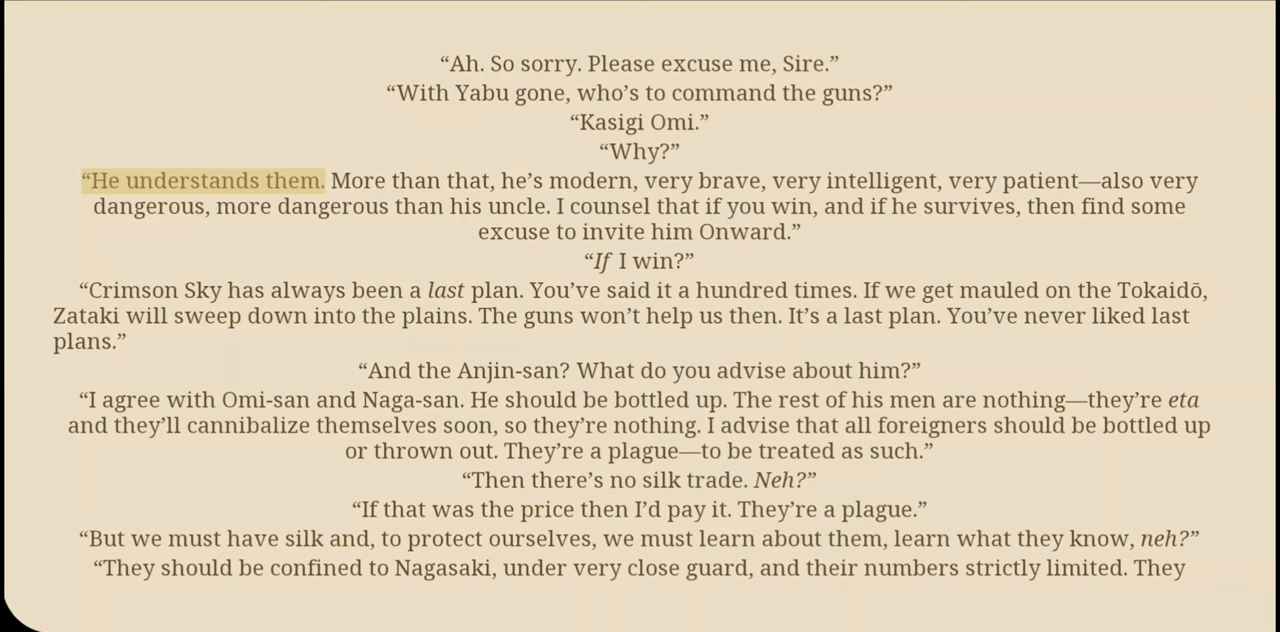 “Ah. So sorry. Please excuse me, Sire.”
“With Yabu gone, who’s to command the guns?”
“Kasigi Omi.”
“Why?”
“He understands them. More than that, he’s modern, very brave, very intelligent, very patient—also very
dangerous, more dangerous than his uncle. I counsel that if you win, and if he survives, then find some
excuse to invite him Onward.”
“If I win?”
“Crimson Sky has always been a last plan. You’ve said it a hundred times. If we get mauled on the Tokaidō,
Zataki will sweep down into the plains. The guns won’t help us then. It’s a last plan. You’ve never liked last
plans.”
“And the Anjin-san? What do you advise about him?”
“I agree with Omi-san and Naga-san. He should be bottled up. The rest of his men are nothing—they’re eta
and they’ll cannibalize themselves soon, so they’re nothing. I advise that all foreigners should be bottled up
or thrown out. They’re a plague—to be treated as such.”
“Then there’s no silk trade. Neh?”
“If that was the price then I’d pay it. They’re a plague.”
“But we must have silk and, to protect ourselves, we must learn about them, learn what they know, neh?”
“They should be confined to Nagasaki, under very close guard, and their numbers strictly limited. They